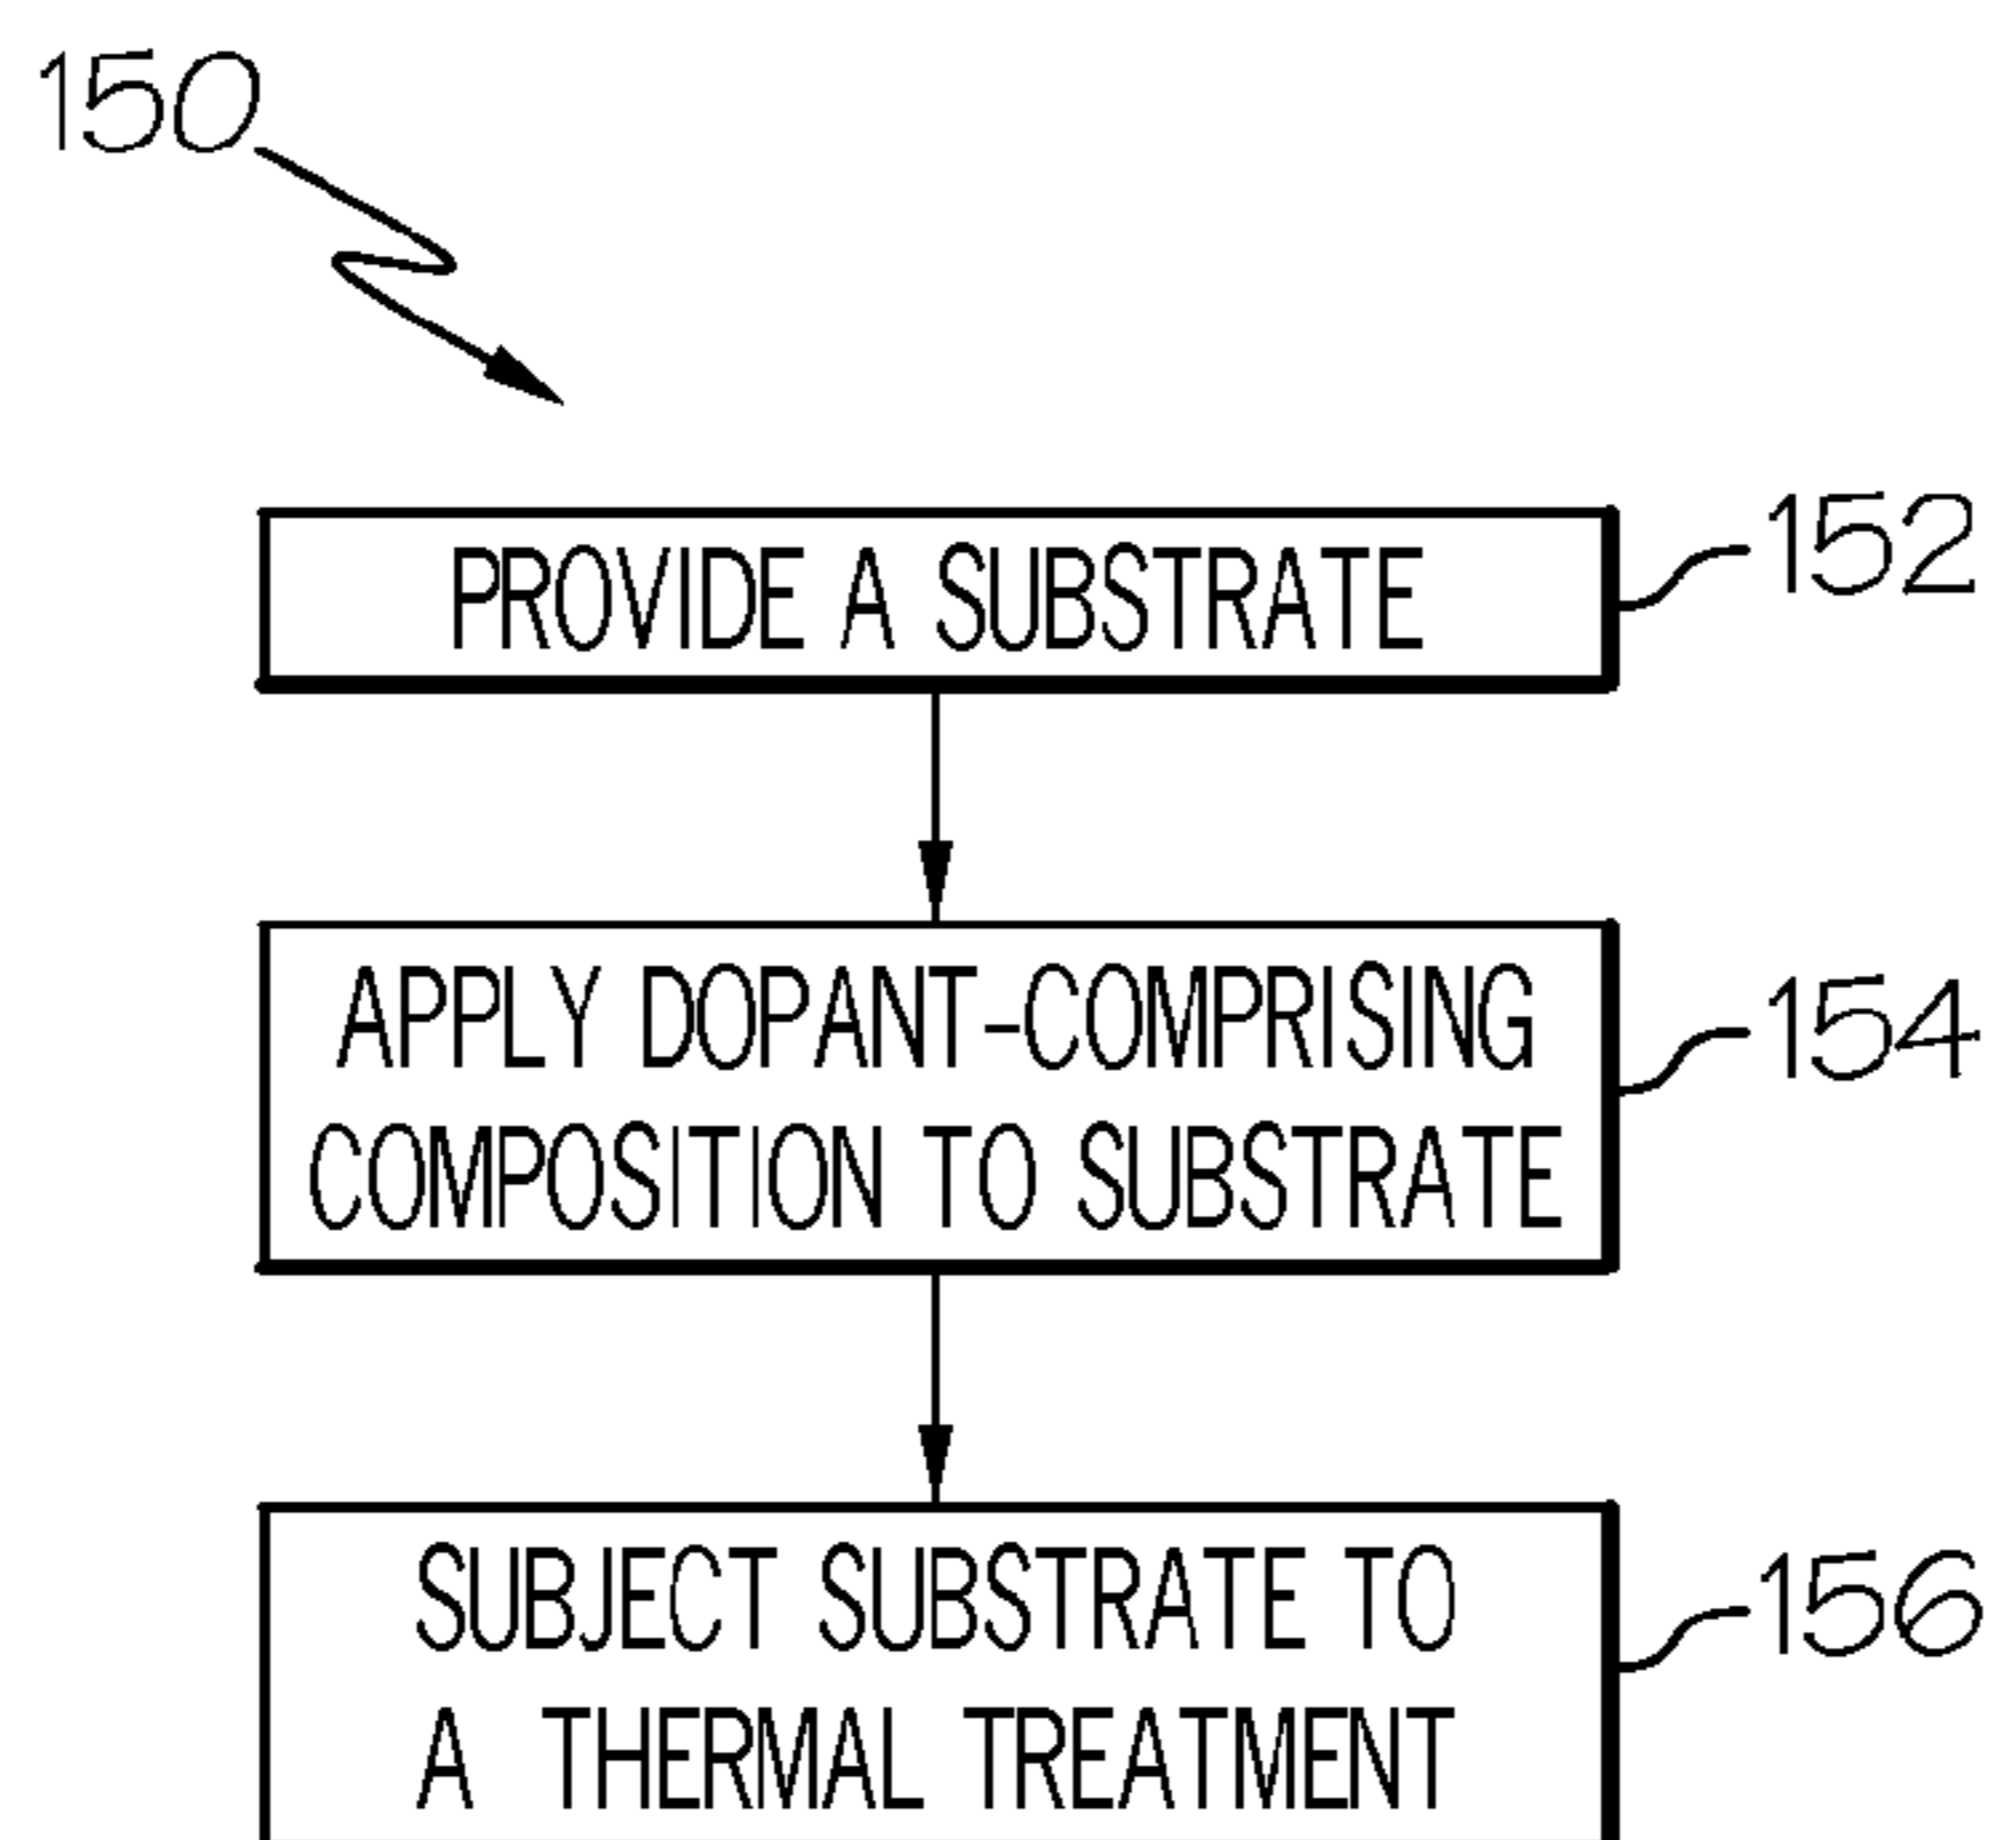 150
PROVIDE A SUBSTRATE
152
APPLY DOPANT-COMPRISING
COMPOSITION TO SUBSTRATE
154
SUBJECT SUBSTRATE TO
A THERMAL TREATMENT
156